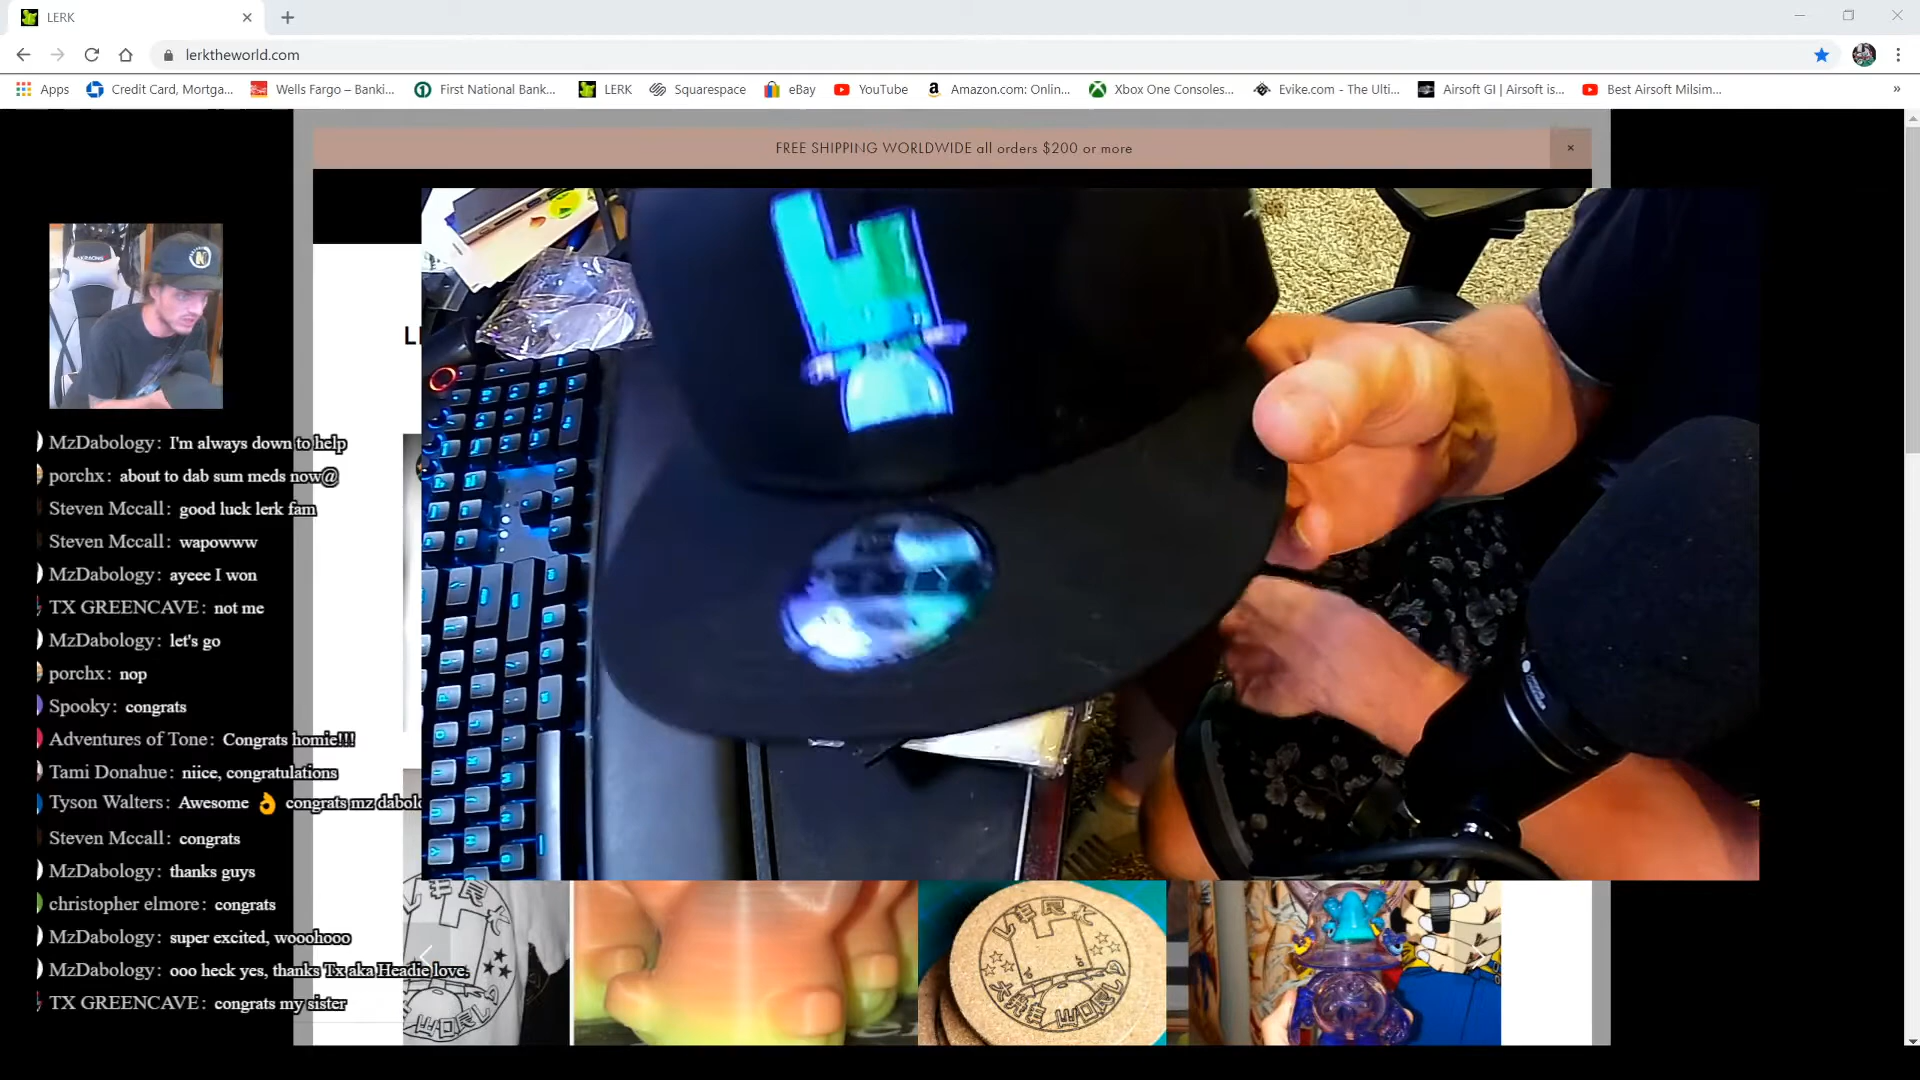 LERK
lerktheworld.com
Apps
Credit Card, Mortga...
Wells Fargo – Banki...
First National Bank...
LERK
Squarespace
eBay
YouTube
Amazon.com: Onlin...
Xbox One Consoles...
Evike.com - The Ulti...
Airsoft GI | Airsoft is...
Best Airsoft Milsim...
FREE SHIPPING WORLDWIDE all orders $200 or more
MzDabology: I'm always down to help
porchx: about to dab sum meds now@
Steven Mccall: good luck lerk fam
Steven Mccall: wapowww
MzDabology: ayeee I won
TX GREENCAVE: not me
MzDabology: let's go
porchx: nop
Spooky: congrats
Adventures of Tone: Congrats homie!!!
Tami Donahue: niice, congratulations
Tyson Walters: Awesome 👌 congrats mz dabolo
Steven Mccall: congrats
MzDabology: thanks guys
christopher elmore: congrats
MzDabology: super excited, wooohooo
MzDabology: ooo heck yes, thanks Tx aka Headie love.
TX GREENCAVE: congrats my sister
LERK
WORLD